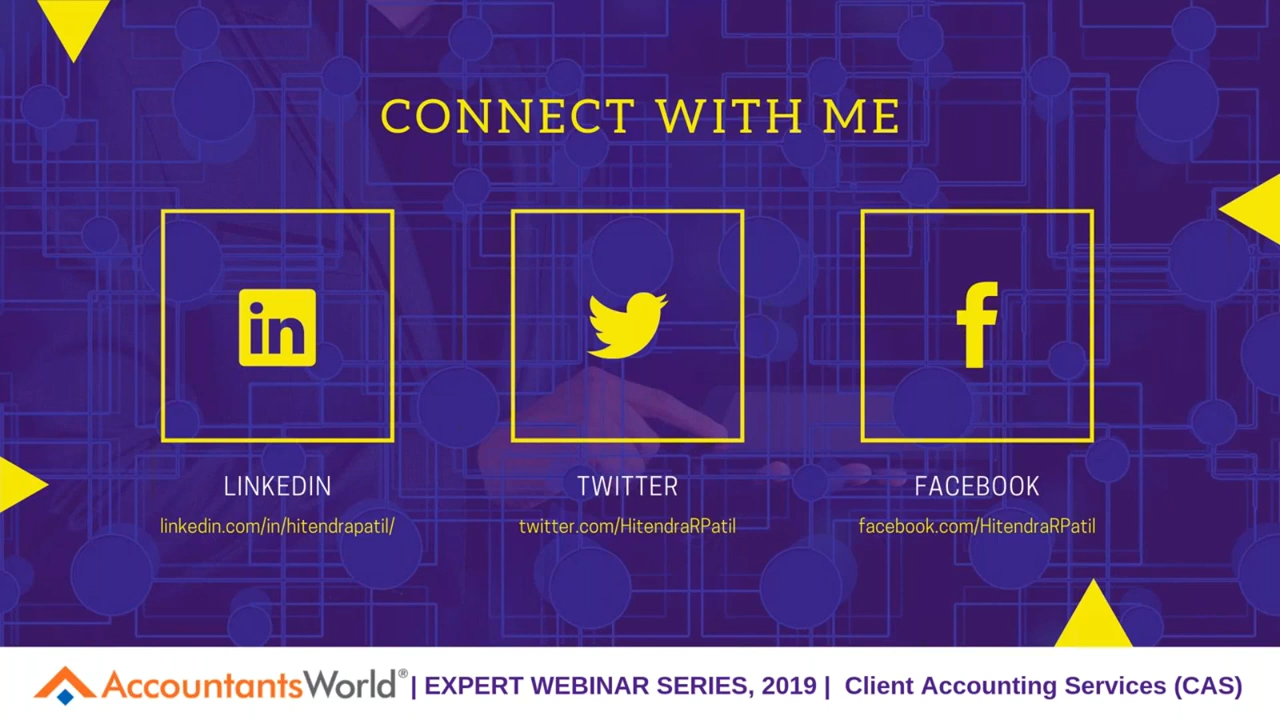 CONNECT WITH ME
in
LINKEDIN
TWITTER
FACEBOOK
linkedin.com/in/hitendrapatil/
twitter.com/HitendraRPatil
facebook.com/HitendraRPatil
AccountantsWorld® | EXPERT WEBINAR SERIES, 2019 | Client Accounting Services (CAS)